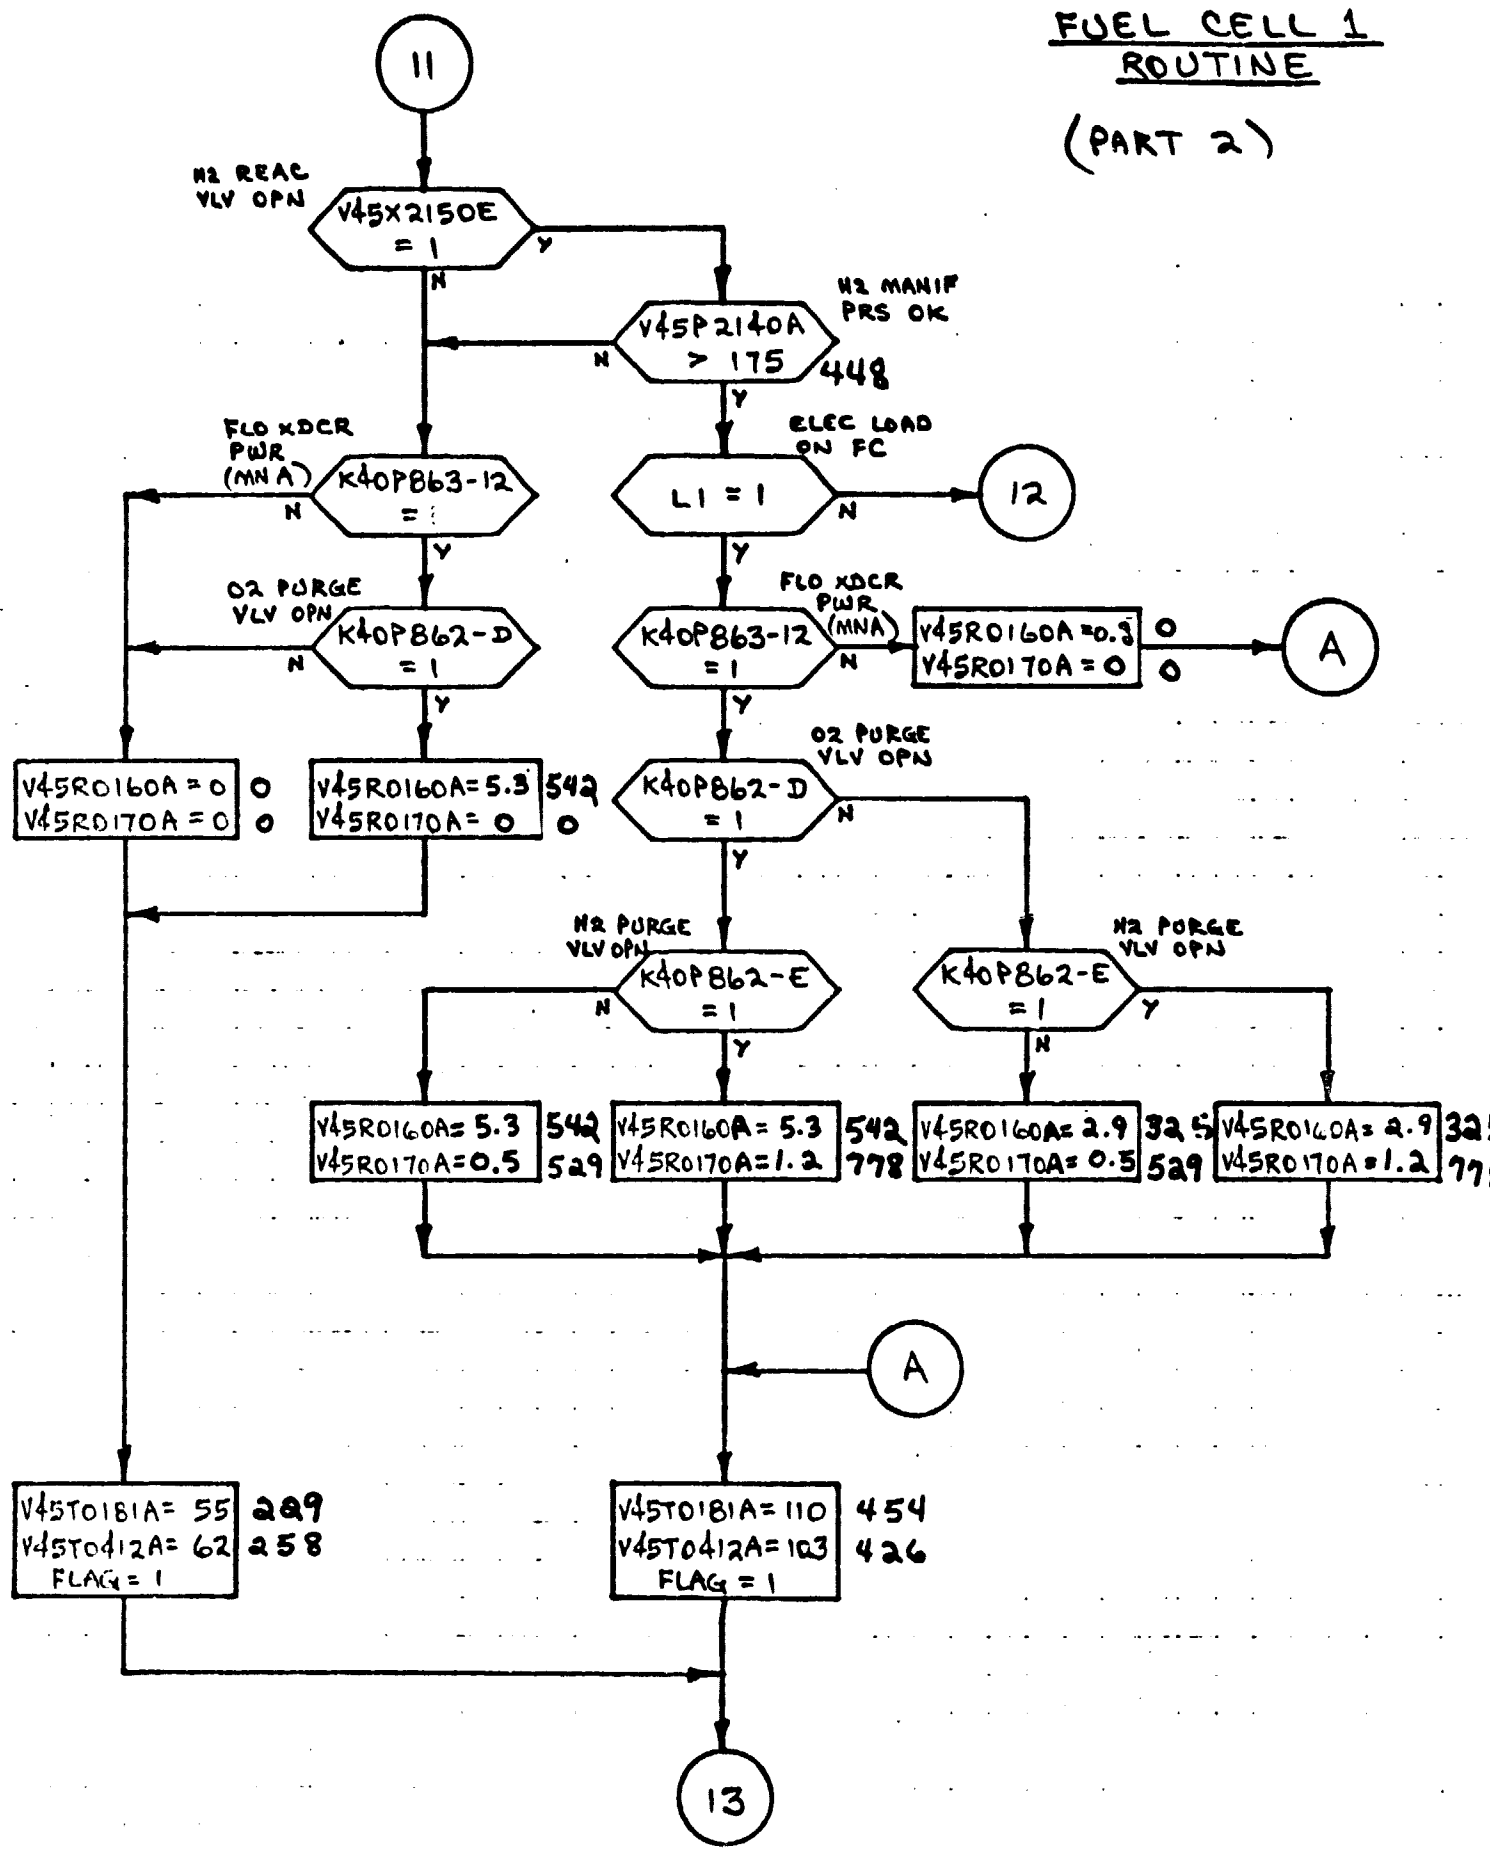 FUEL CELL 1
ROUTINE
(PART 2)
11
H2 REAC
VLV OPN
V45X2150E
= 1
Y
N
H2 MANIF
PRS OK
V45P2140A
> 175
448
N
Y
FLO XDCR
PWR
(MNA)
K40P863-12
=
N
Y
ELEC LOAD
ON FC
L1 = 1
N
Y
12
O2 PURGE
VLV OPN
K40P862-D
= 1
N
Y
FLO XDCR
PWR
(MNA)
K40P863-12
= 1
N
Y
V45R0160A = 0
V45R0170A = 0 0
A
V45R0160A = 0 0
V45R0170A = 0 0
V45R0160A = 5.3 542
V45R0170A = 0 0
O2 PURGE
VLV OPN
K40P862-D
= 1
N
Y
H2 PURGE
VLV OPN
K40P862-E
= 1
N
Y
H2 PURGE
VLV OPN
K40P862-E
= 1
Y
N
V45R0160A = 5.3 542
V45R0170A = 0.5 529
V45R0160A = 5.3 542
V45R0170A = 1.2 778
V45R0160A = 2.9 325
V45R0170A = 0.5 529
V45R0160A = 2.9 32
V45R0170A = 1.2 77
A
V45T0181A = 55 229
V45T0412A = 62 258
FLAG = 1
V45T0181A = 110 454
V45T0412A = 103 426
FLAG = 1
13